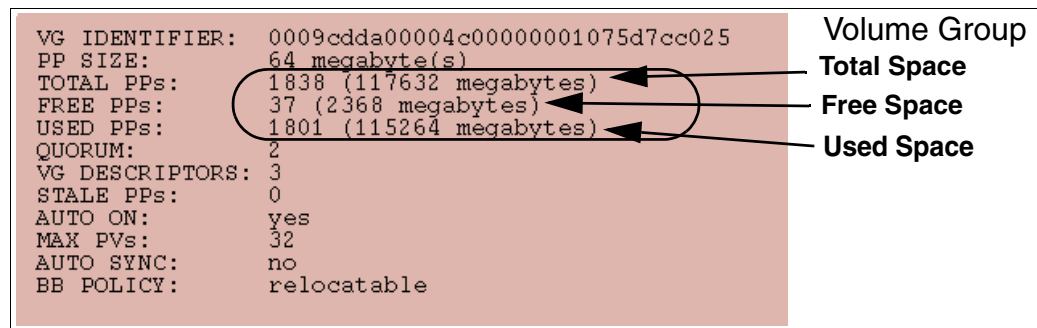 VG IDENTIFIER: 0009cdda00004c00000001075d7cc025
PP SIZE: 64 megabyte(s)
TOTAL PPs: 1838 (117632 megabytes)
FREE PPs: 37 (2368 megabytes)
USED PPs: 1801 (115264 megabytes)
QUORUM: 2
VG DESCRIPTORS: 3
STALE PPs: 0
AUTO ON: yes
MAX PVs: 32
AUTO SYNC: no
BB POLICY: relocatable
Volume Group
Total Space
Free Space
Used Space